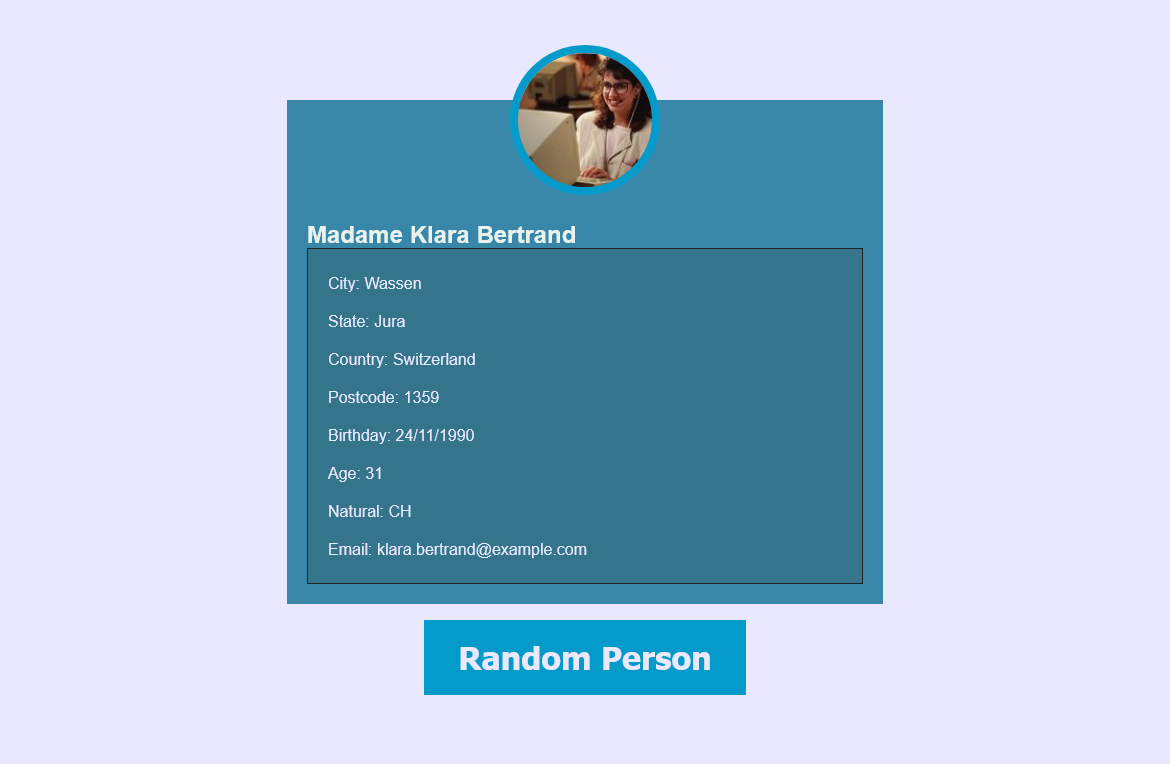 Madame Klara Bertrand
City: Wassen
State: Jura
Country: Switzerland
Postcode: 1359
Birthday: 24/11/1990
Age: 31
Natural: CH
Email: klara.bertrand@example.com
Random Person